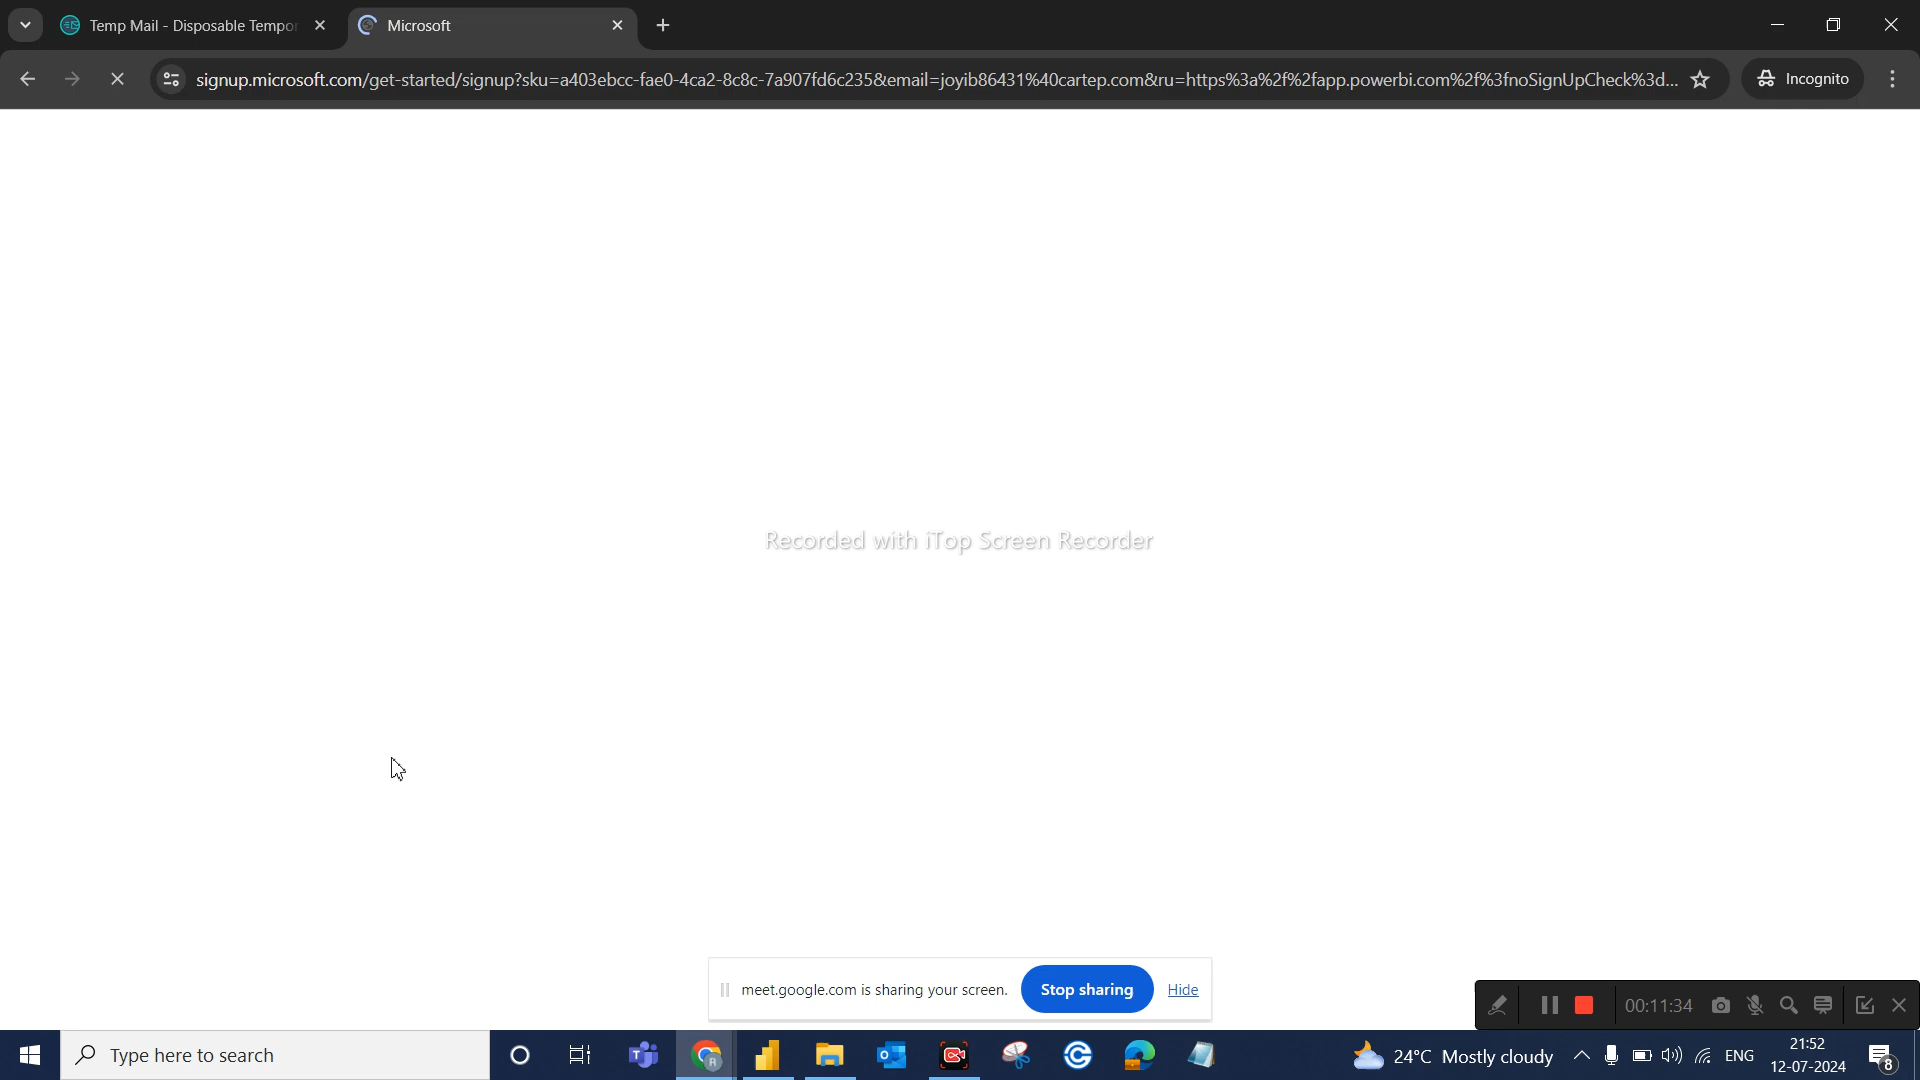 Temp Mail - Disposable Tempor
Microsoft
signup.microsoft.com/get-started/signup?sku=a403ebcc-fae0-4ca2-8c8c-7a907fd6c235&email=joyib86431%40cartep.com&ru=https%3a%2f%2fapp.powerbi.com%2f%3fnoSignUpCheck%3d...
Incognito
Recorded with iTop Screen Recorder
meet.google.com is sharing your screen.
Stop sharing
Hide
00:11:34
Type here to search
24°C Mostly cloudy
ENG
21:52
12-07-2024
8